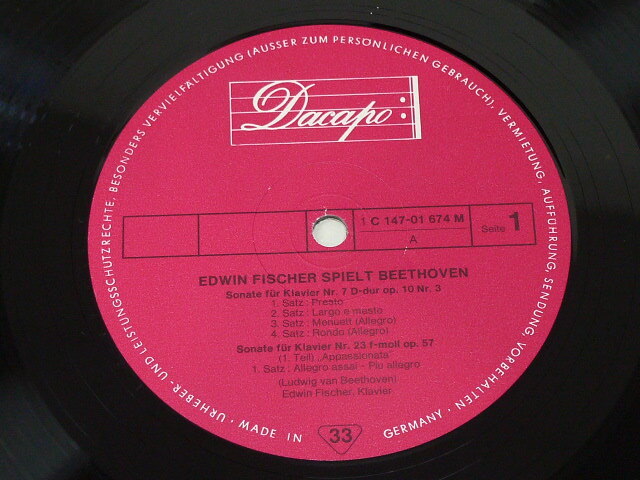 URHEBER- UND LEISTUNGSSCHUTZRECHTE, BESONDERS VERVIELFÄLTIGUNG (AUSSER ZUM PERSÖNLICHEN GEBRAUCH), VERMIETUNG, AUFFÜHRUNG, SENDUNG, VORBEHALTEN
Dacapo
1 C 147-01 674 M
A
Seite 1
EDWIN FISCHER SPIELT BEETHOVEN
Sonate für Klavier Nr. 7 D-dur op. 10 Nr. 3
1. Satz: Presto
2. Satz: Largo e mesto
3. Satz: Menuett (Allegro)
4. Satz: Rondo (Allegro)
Sonate für Klavier Nr. 23 f-moll op. 57
(1. Teil) „Appassionata"
1. Satz: Allegro assai - Più allegro
(Ludwig van Beethoven)
Edwin Fischer, Klavier
33
MADE IN GERMANY